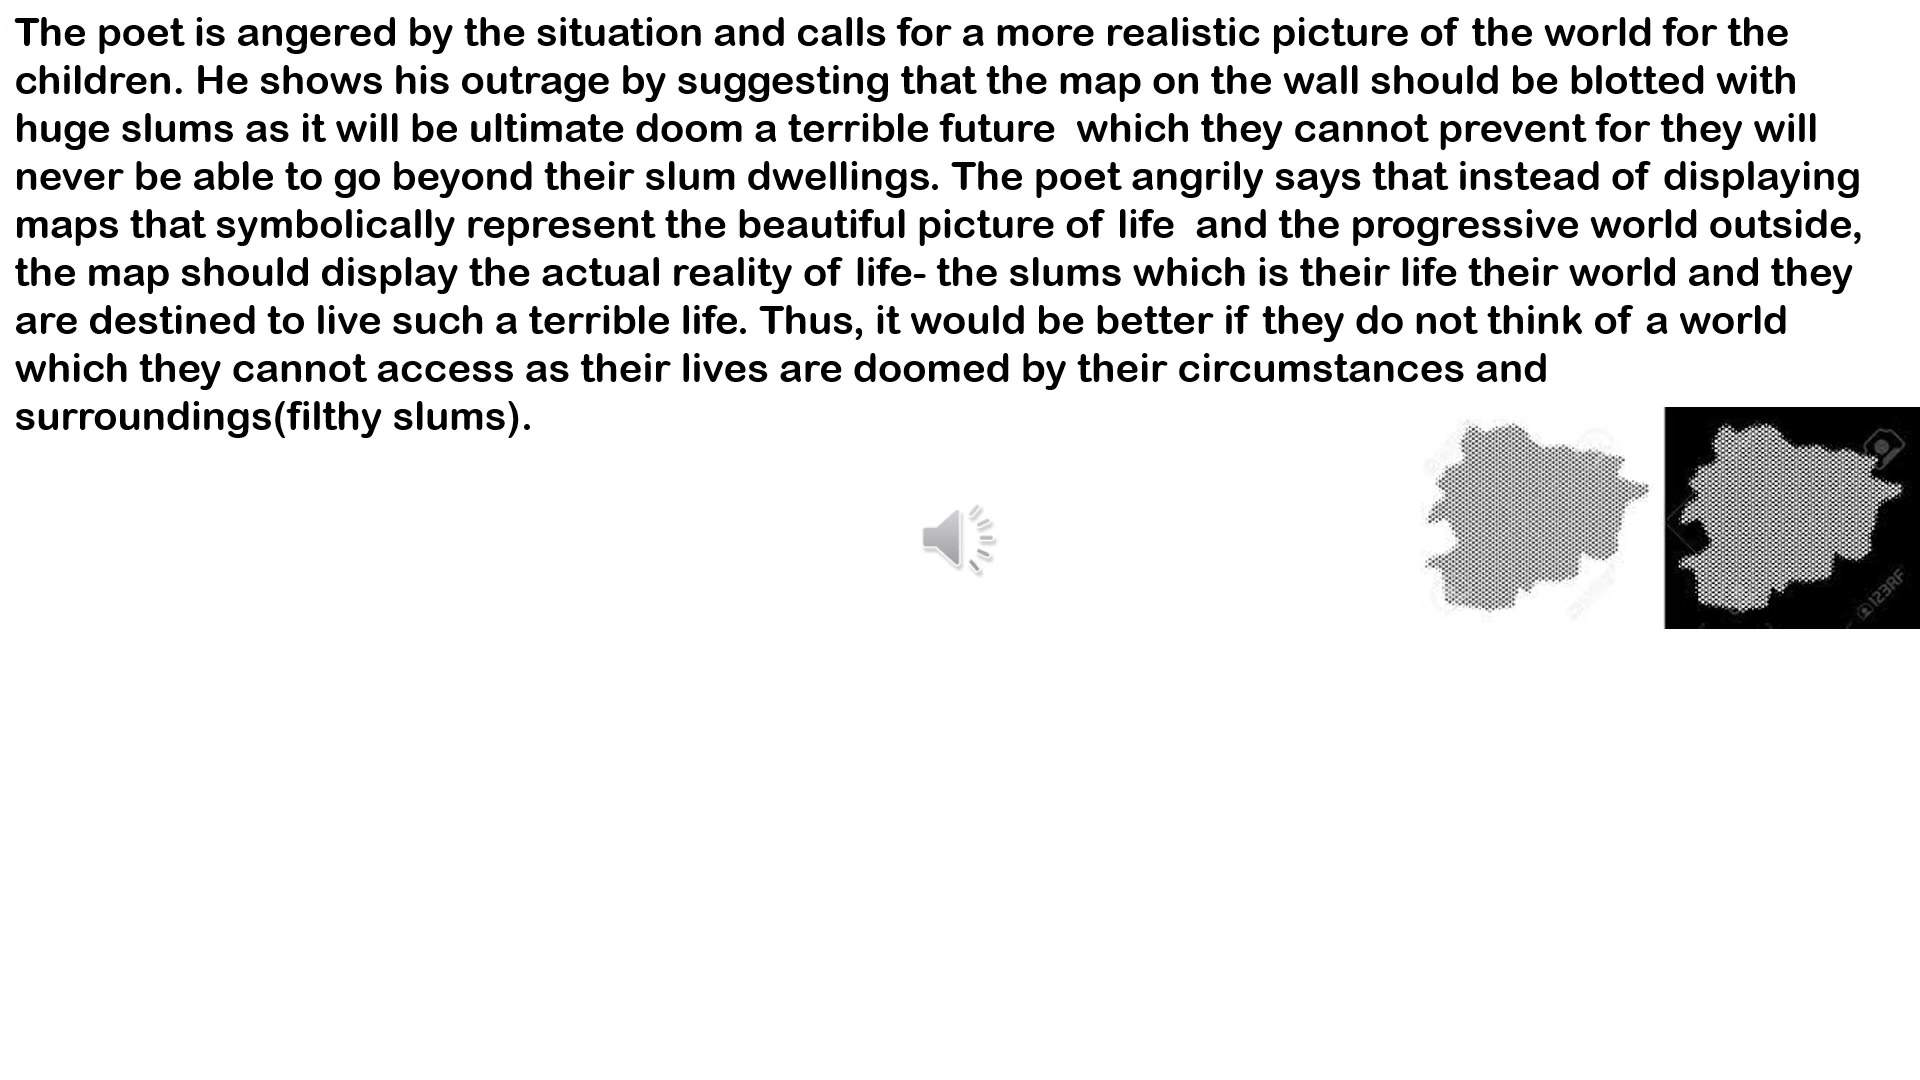 The poet is angered by the situation and calls for a more realistic picture of the world for the
children. He shows his outrage by suggesting that the map on the wall should be blotted with
huge slums as it will be ultimate doom a terrible future  which they cannot prevent for they will
never be able to go beyond their slum dwellings. The poet angrily says that instead of displaying
maps that symbolically represent the beautiful picture of life  and the progressive world outside,
the map should display the actual reality of life- the slums which is their life their world and they
are destined to live such a terrible life. Thus, it would be better if they do not think of a world
which they cannot access as their lives are doomed by their circumstances and
surroundings(filthy slums).
123RF